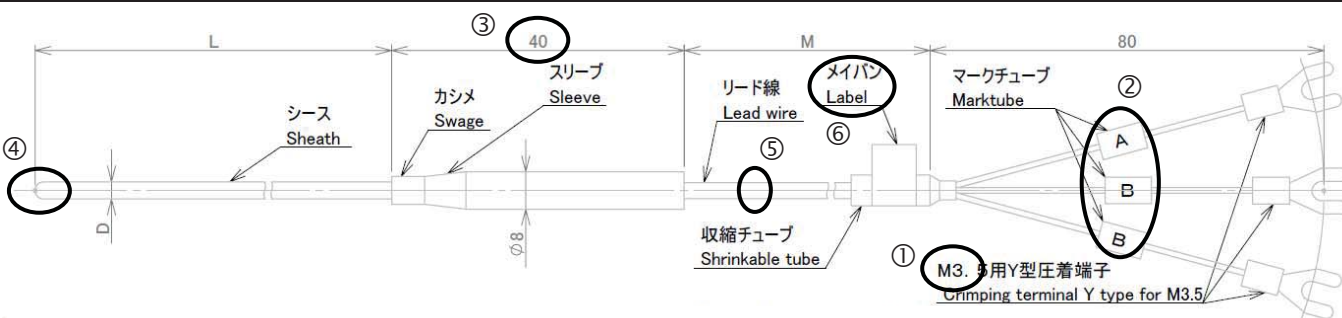 ③
L
40
M
80
カシメ
Swage
スリーブ
Sleeve
リード線
Lead wire
メイバン
Label
マークチューブ
Marktube
②
シース
Sheath
④
⑤
⑥
A
B
B
D
φ8
収縮チューブ
Shrinkable tube
①
M3.5用Y型圧着端子
Crimping terminal Y type for M3.5